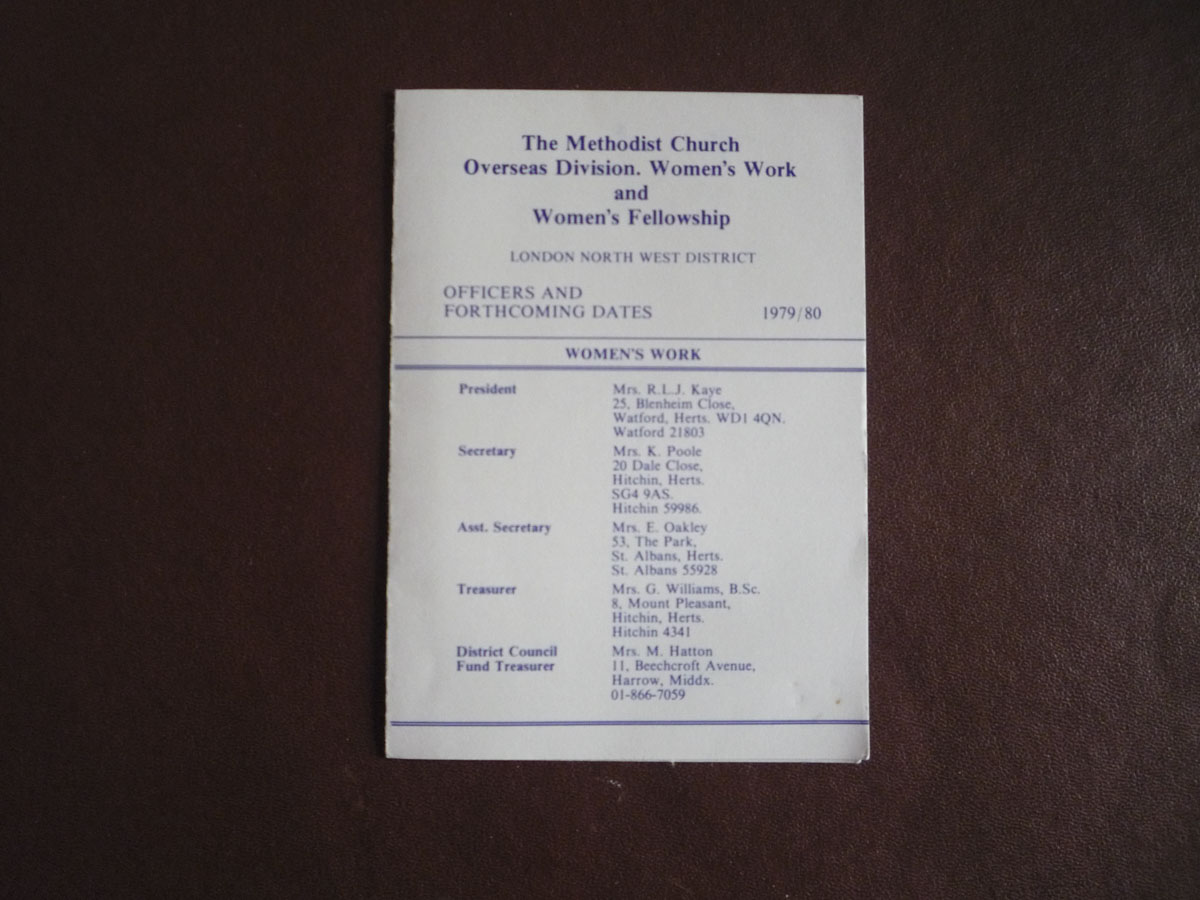 The Methodist Church
Overseas Division. Women's Work
and
Women's Fellowship
LONDON NORTH WEST DISTRICT
OFFICERS AND
FORTHCOMING DATES 1979/80
WOMEN'S WORK
President Mrs. R.L.J. Kaye
25, Blenheim Close,
Watford, Herts. WD1 4QN.
Watford 21803
Secretary Mrs. K. Poole
20 Dale Close,
Hitchin, Herts.
SG4 9AS.
Hitchin 59986.
Asst. Secretary Mrs. E. Oakley
53, The Park,
St. Albans, Herts.
St. Albans 55928
Treasurer Mrs. G. Williams, B.Sc.
8, Mount Pleasant,
Hitchin, Herts.
Hitchin 4341
District Council Mrs. M. Hatton
Fund Treasurer 11, Beechcroft Avenue,
Harrow, Middx.
01-866-7059